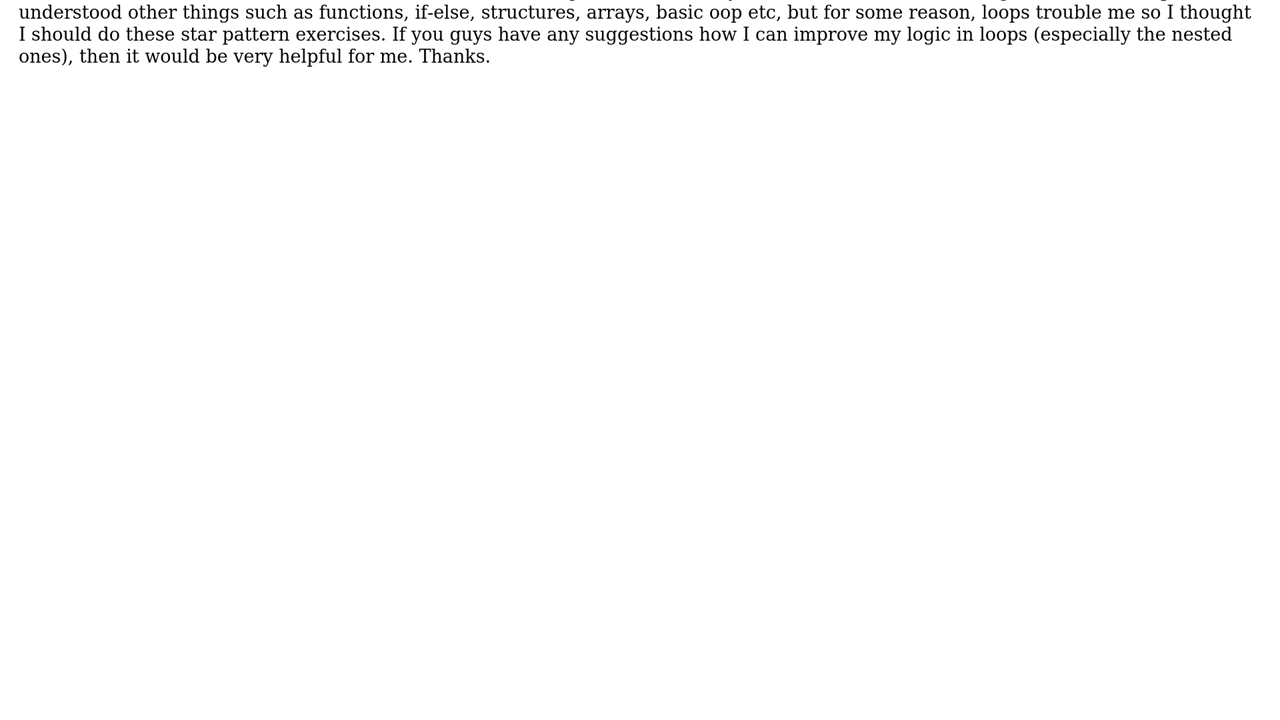 understood other things such as functions, if-else, structures, arrays, basic oop etc, but for some reason, loops trouble me so I thought
I should do these star pattern exercises. If you guys have any suggestions how I can improve my logic in loops (especially the nested
ones), then it would be very helpful for me. Thanks.